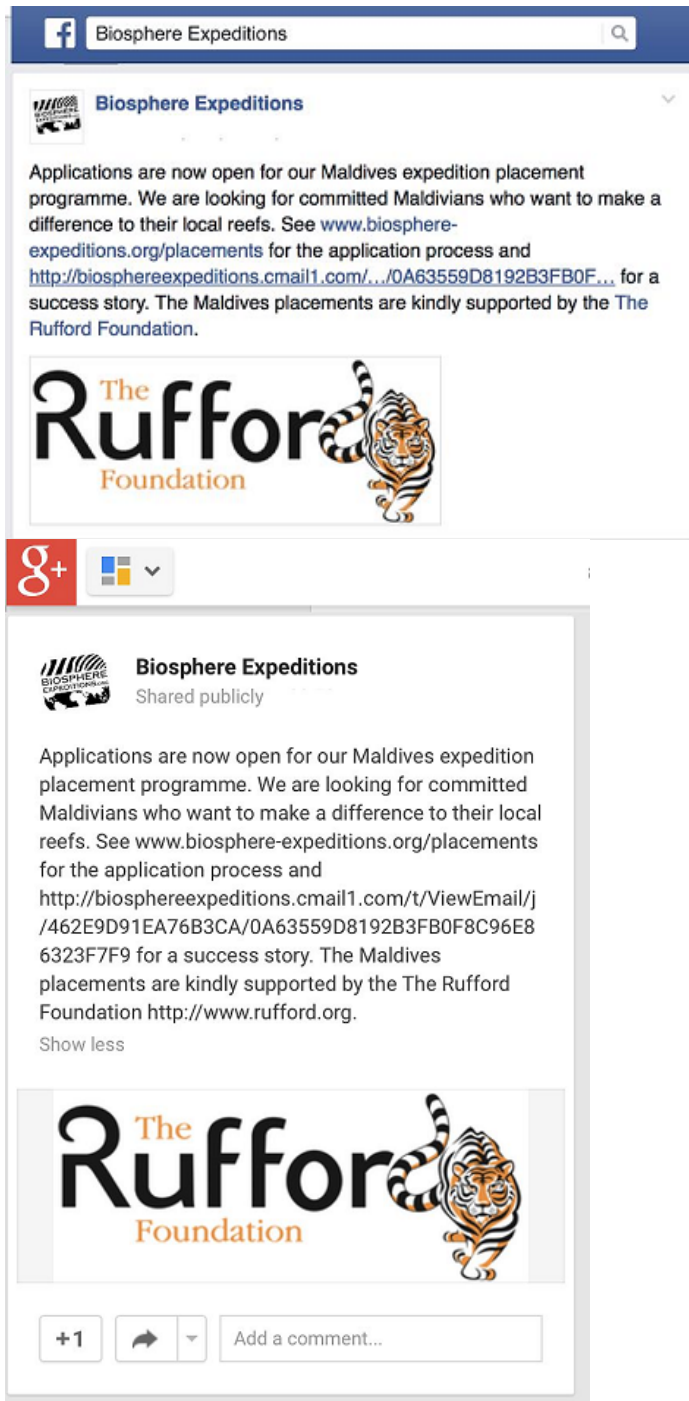 f Biosphere Expeditions
BIOSPHERE
EXPEDITIONS.ORG
Biosphere Expeditions
Applications are now open for our Maldives expedition placement
programme. We are looking for committed Maldivians who want to make a
difference to their local reefs. See www.biosphere-
expeditions.org/placements for the application process and
http://biosphereexpeditions.cmail1.com/.../0A63559D8192B3FB0F... for a
success story. The Maldives placements are kindly supported by the The
Rufford Foundation.
The
Rufford
Foundation
g+
BIOSPHERE
EXPEDITIONS.ORG
Biosphere Expeditions
Shared publicly
Applications are now open for our Maldives expedition
placement programme. We are looking for committed
Maldivians who want to make a difference to their local
reefs. See www.biosphere-expeditions.org/placements
for the application process and
http://biosphereexpeditions.cmail1.com/t/ViewEmail/j
/462E9D91EA76B3CA/0A63559D8192B3FB0F8C96E8
6323F7F9 for a success story. The Maldives
placements are kindly supported by the The Rufford
Foundation http://www.rufford.org.
Show less
The
Rufford
Foundation
+1
Add a comment...